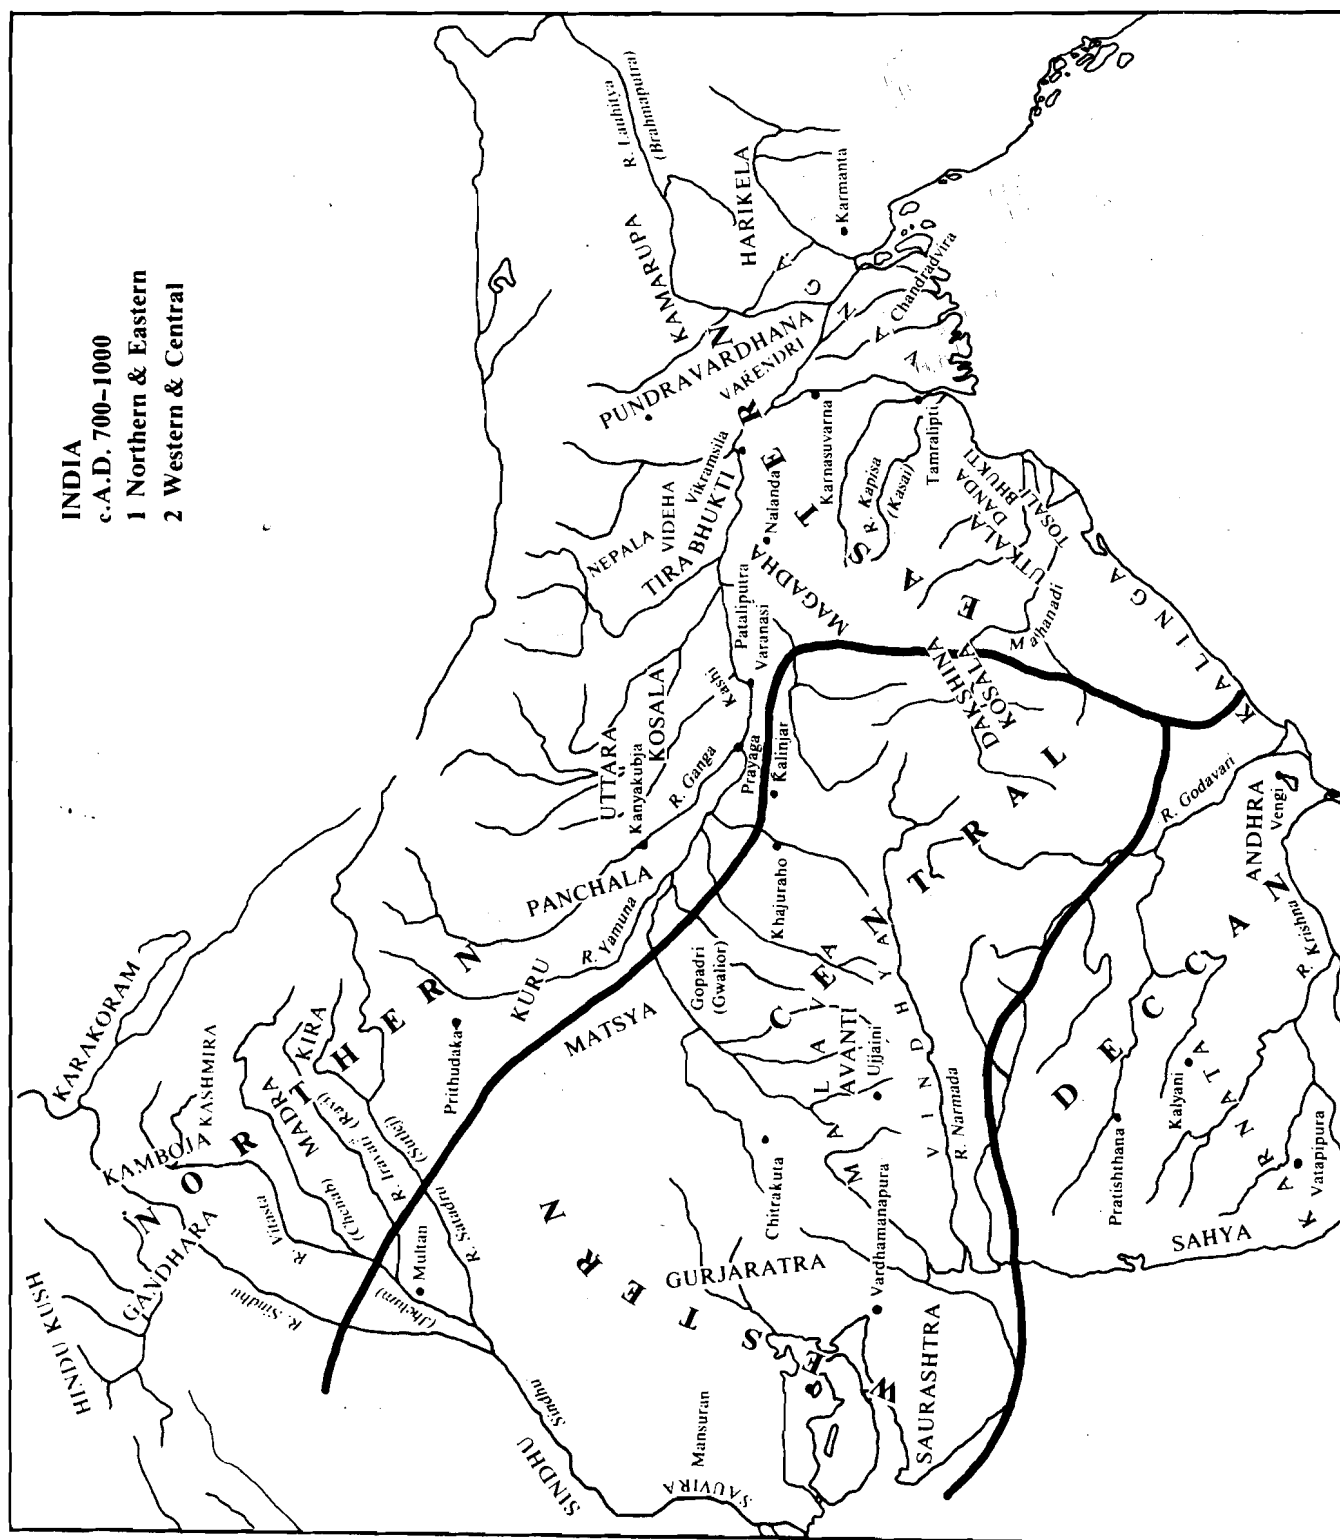 INDIA
c.A.D. 700–1000
1 Northern & Eastern
2 Western & Central
KARAKORAM
HINDU KUSH
KAMBOJA
KASHMIRA
GANDHARA
MADRA
KIRA
NORTHERN
R. Sindhu
R. Vitasta
(Chenab)
R. Iravati (Ravi)
R. Satadru
(Sutlej)
(Jhelum)
Multan
Prithudaka
KURU
PANCHALA
R. Yamuna
R. Ganga
UTTARA
KOSALA
Kanyakubja
Kashi
Prayaga
Kalinjar
Varanasi
Pataliputra
NEPALA
VIDEHA
TIRABHUKTI
Vikramsila
Nalanda
MAGADHA
PUNDRAVARDHANA
VARENDRI
KAMARUPA
R. Lauhitya
(Brahmaputra)
HARIKELA
Karmanta
VANGA
Chandradvira
Karnasuvarna
R. Kapisa
(Kasai)
Tamralipti
EASTERN
DANDA
BHUKTI
UTKALA
TOSALI
Mahanadi
KALINGA
DAKSHINA
KOSALA
MATSYA
Gopadri
(Gwalior)
Khajuraho
CENTRAL
MALAVA
AVANTI
Ujjaini
VINDHYA
R. Narmada
Chitrakuta
Vardhamanapura
GURJARATRA
WESTERN
SAURASHTRA
Sindhu
SINDHU
Mansuran
SAUVIRA
DECCAN
R. Godavari
ANDHRA
Vengi
R. Krishna
Kalyani
Pratishthana
KARNATA
Vatapipura
SAHYA